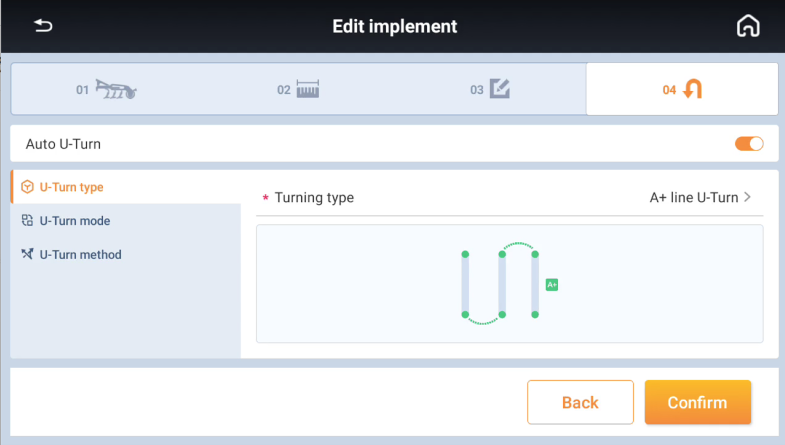 Edit implement
01
02
03
04
Auto U-Turn
U-Turn type
* Turning type
A+ line U-Turn
U-Turn mode
U-Turn method
A+
Back
Confirm